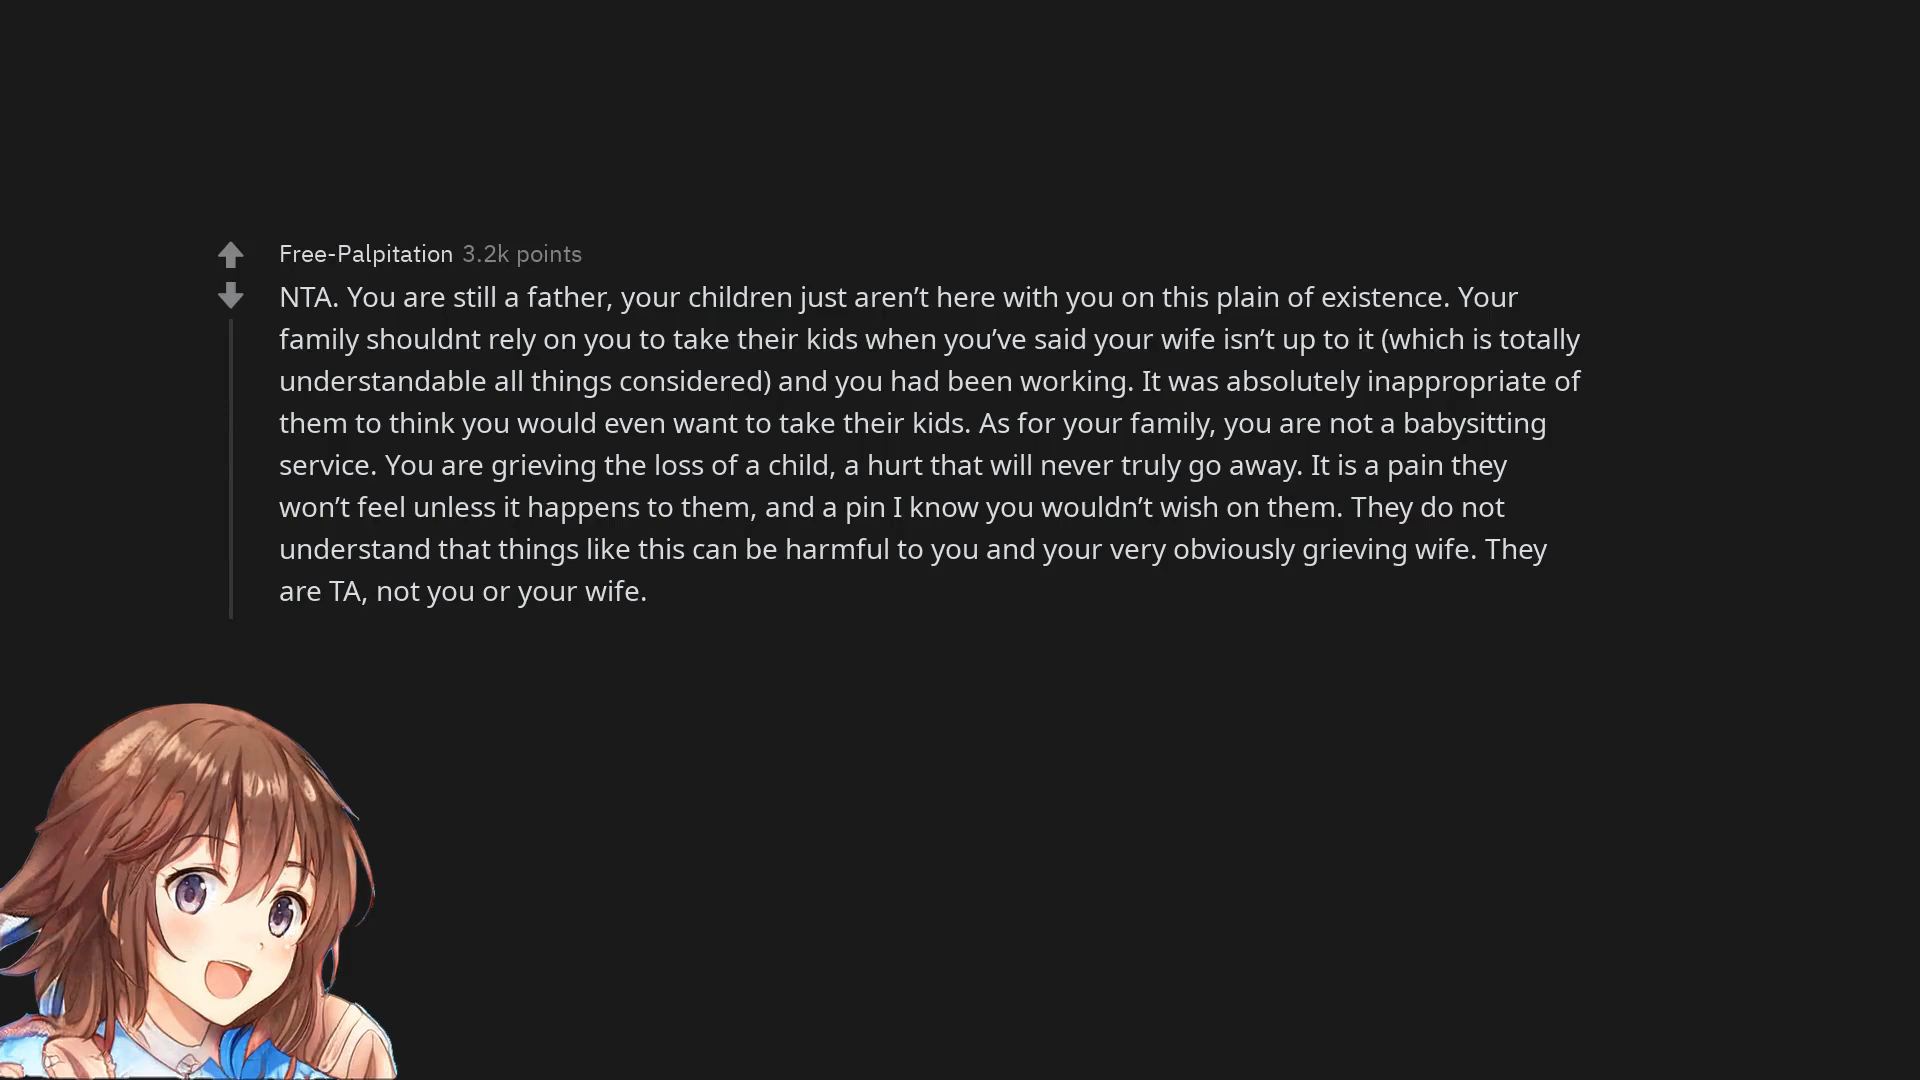 Free-Palpitation 3.2k points
NTA. You are still a father, your children just aren’t here with you on this plain of existence. Your
family shouldnt rely on you to take their kids when you’ve said your wife isn’t up to it (which is totally
understandable all things considered) and you had been working. It was absolutely inappropriate of
them to think you would even want to take their kids. As for your family, you are not a babysitting
service. You are grieving the loss of a child, a hurt that will never truly go away. It is a pain they
won’t feel unless it happens to them, and a pin I know you wouldn’t wish on them. They do not
understand that things like this can be harmful to you and your very obviously grieving wife. They
are TA, not you or your wife.